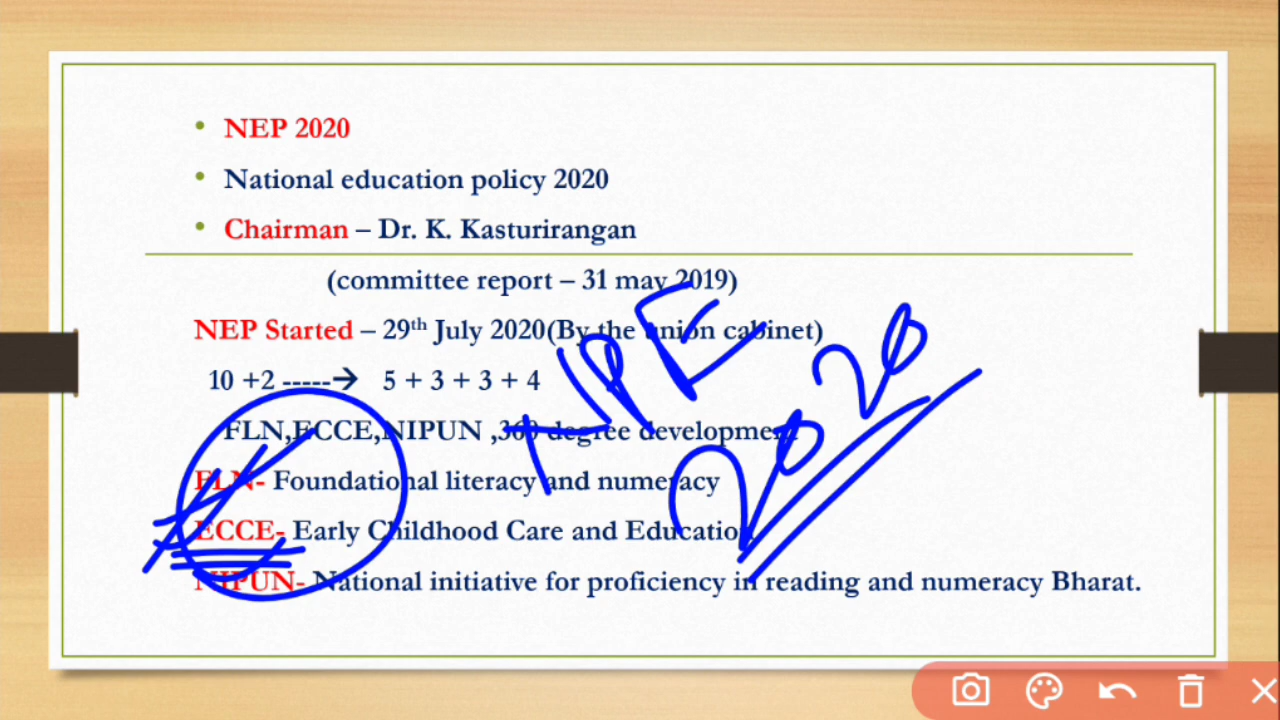 • NEP 2020
• National education policy 2020
• Chairman – Dr. K. Kasturirangan
(committee report – 31 may 2019)
NEP Started – 29th July 2020(By the union cabinet)
10 +2 -----→ 5 + 3 + 3 + 4
FLN,ECCE,NIPUN ,360 degree development
FLN- Foundational literacy and numeracy
ECCE- Early Childhood Care and Education
NIPUN- National initiative for proficiency in reading and numeracy Bharat.
NPE
2020